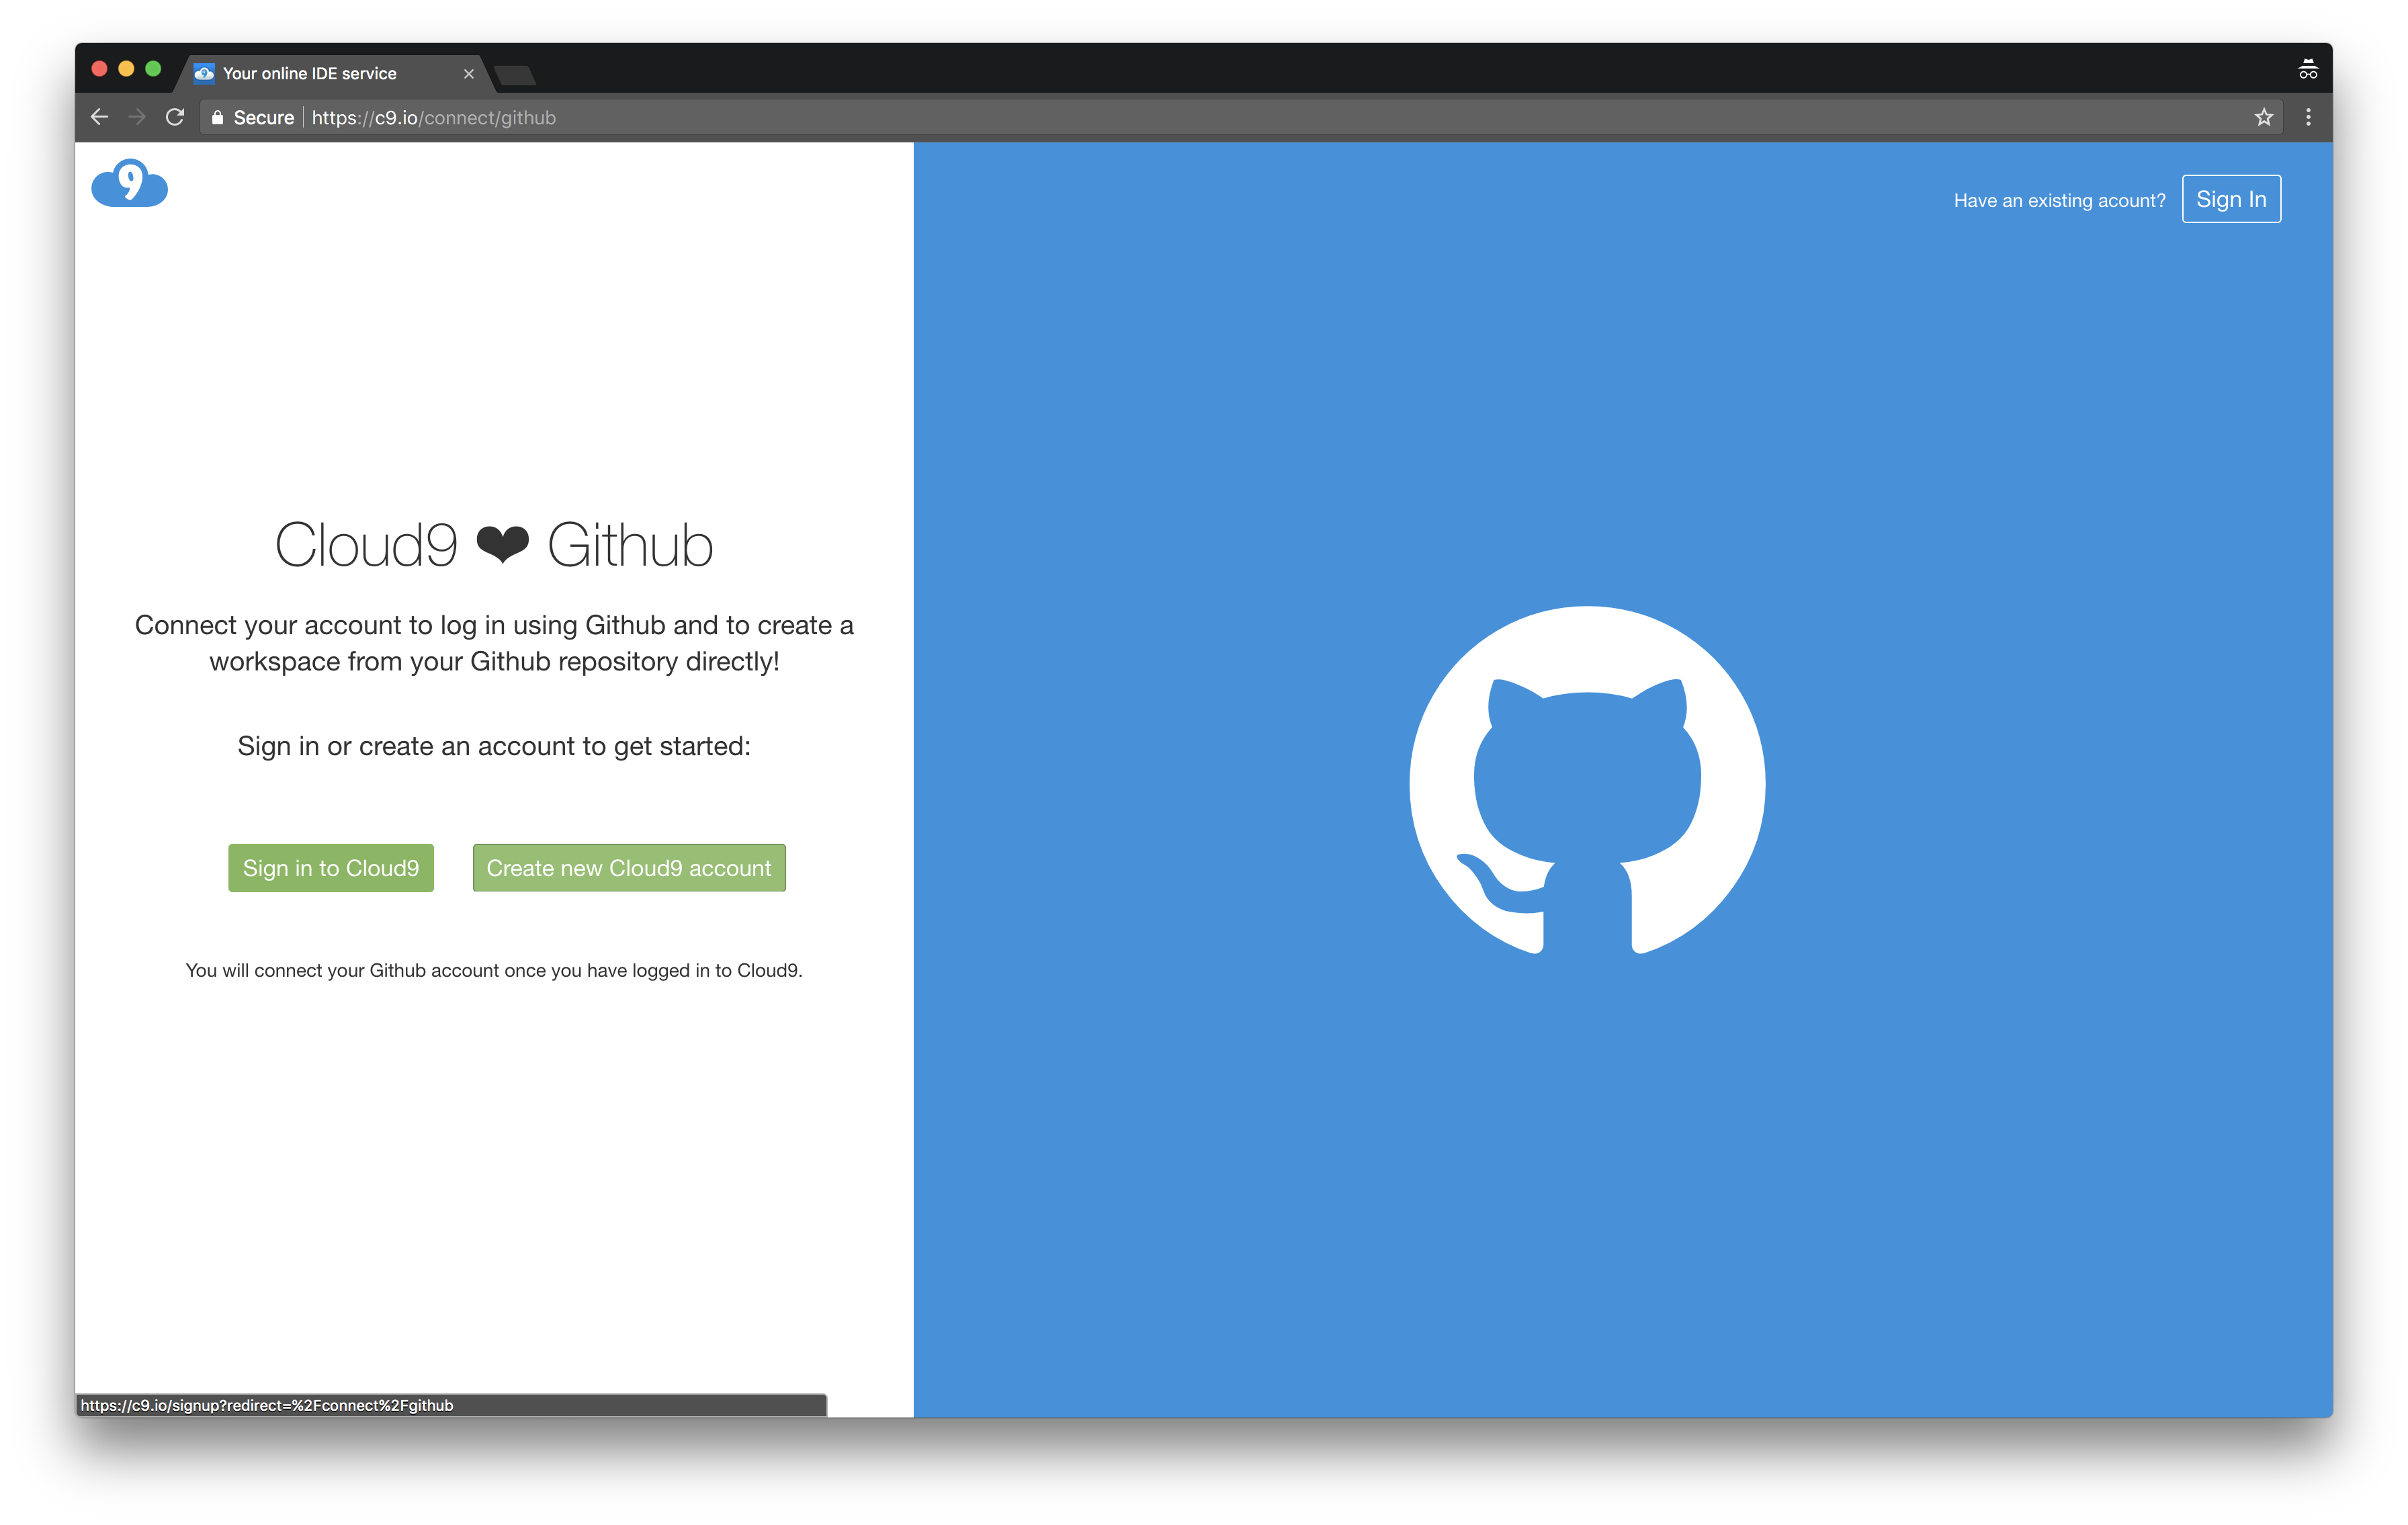 Your online IDE service
Secure https://c9.io/connect/github
9
Have an existing acount? Sign In
Cloud9 ❤ Github
Connect your account to log in using Github and to create a
workspace from your Github repository directly!
Sign in or create an account to get started:
Sign in to Cloud9 Create new Cloud9 account
You will connect your Github account once you have logged in to Cloud9.
https://c9.io/signup?redirect=%2Fconnect%2Fgithub